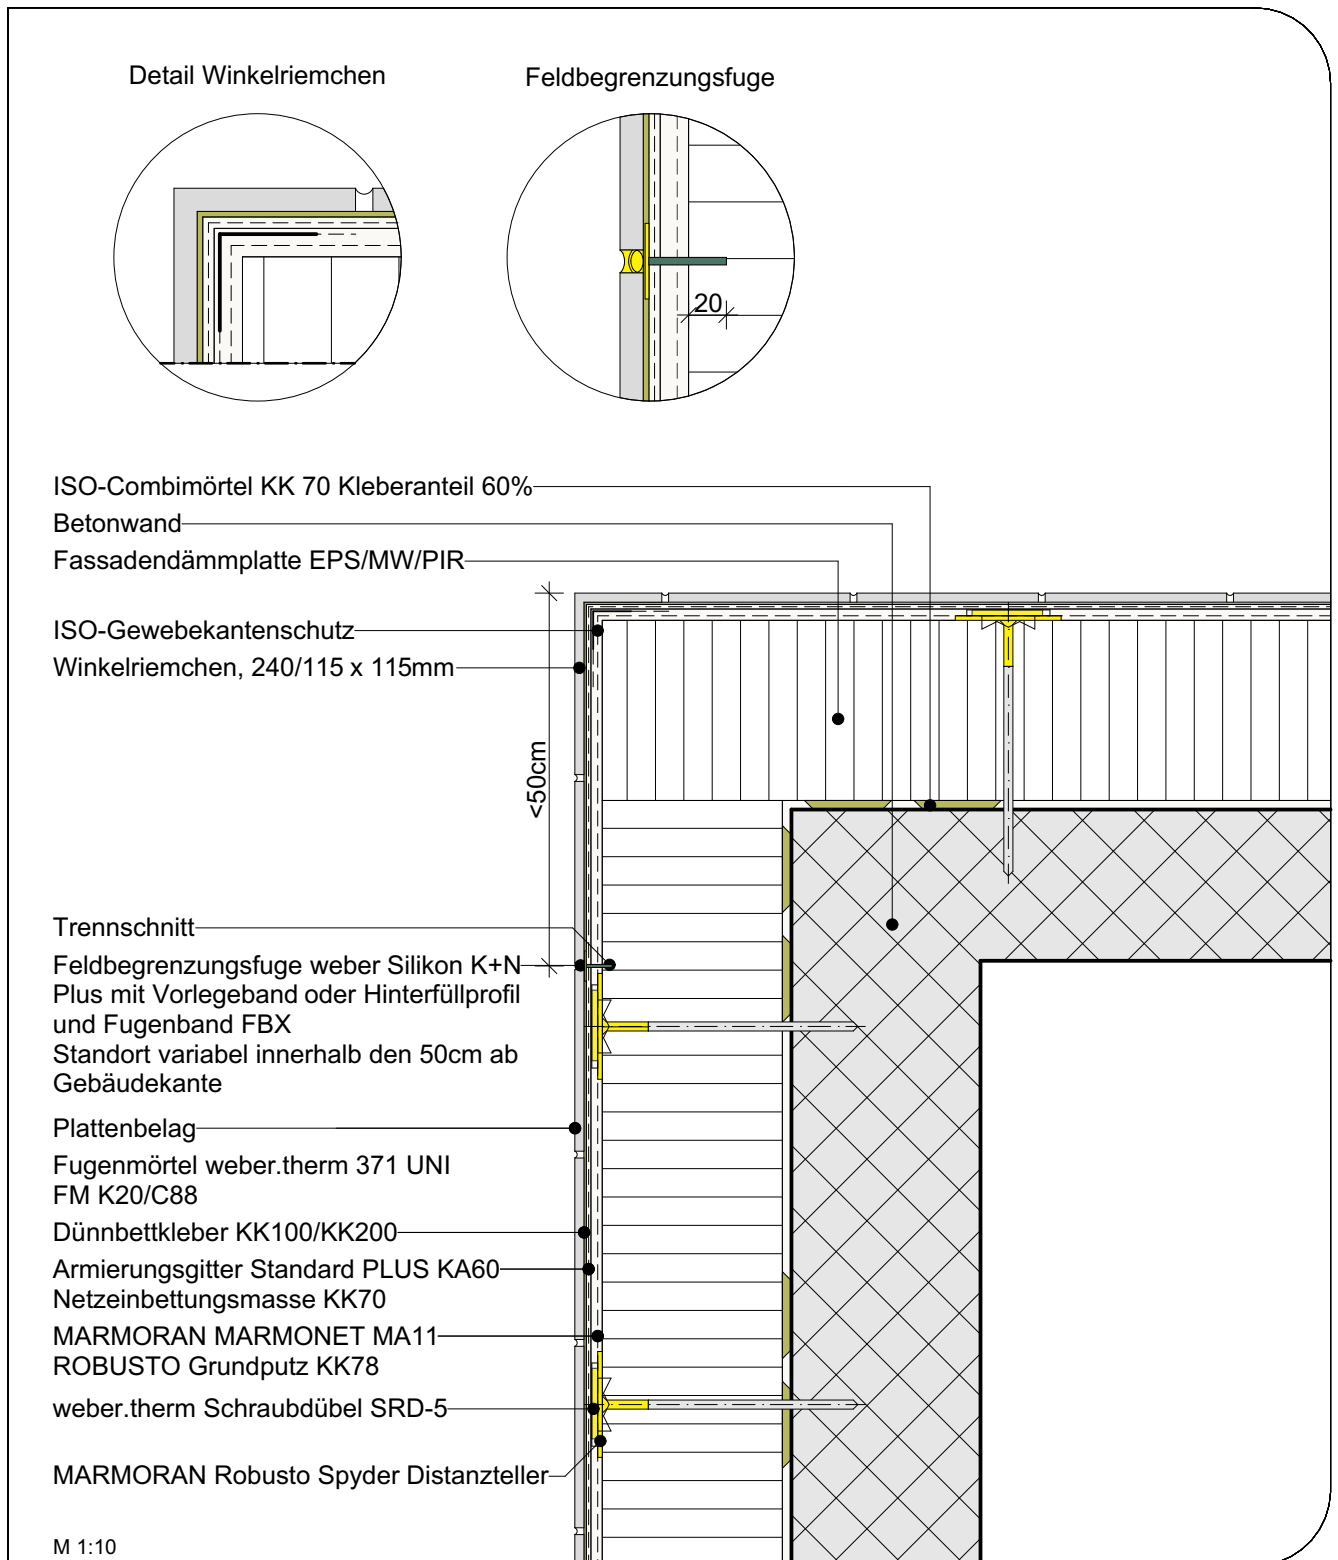 Detail Winkelriemchen
Feldbegrenzungsfuge
20
ISO-Combimörtel KK 70 Kleberanteil 60%
Betonwand
Fassadendämmplatte EPS/MW/PIR
ISO-Gewebekantenschutz
Winkelriemchen, 240/115 x 115mm
<50cm
Trennschnitt
Feldbegrenzungsfuge weber Silikon K+N
Plus mit Vorlegeband oder Hinterfüllprofil
und Fugenband FBX
Standort variabel innerhalb den 50cm ab
Gebäudekante
Plattenbelag
Fugenmörtel weber.therm 371 UNI
FM K20/C88
Dünnbettkleber KK100/KK200
Armierungsgitter Standard PLUS KA60
Netzeinbettungsmasse KK70
MARMORAN MARMONET MA11
ROBUSTO Grundputz KK78
weber.therm Schraubdübel SRD-5
MARMORAN Robusto Spyder Distanzteller
M 1:10